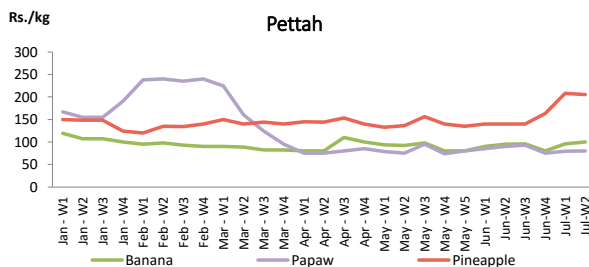 Rs./kg
Pettah
300
250
200
150
100
50
0
Jan - W1
Jan - W2
Jan - W3
Jan - W4
Feb - W1
Feb - W2
Feb - W3
Feb - W4
Mar - W1
Mar - W2
Mar - W3
Mar - W4
Apr - W1
Apr - W2
Apr - W3
Apr - W4
May - W1
May - W2
May - W3
May - W4
May - W5
Jun - W1
Jun-W2
Jun-W3
Jun-W4
Jul-W1
Jul-W2
Banana Papaw Pineapple